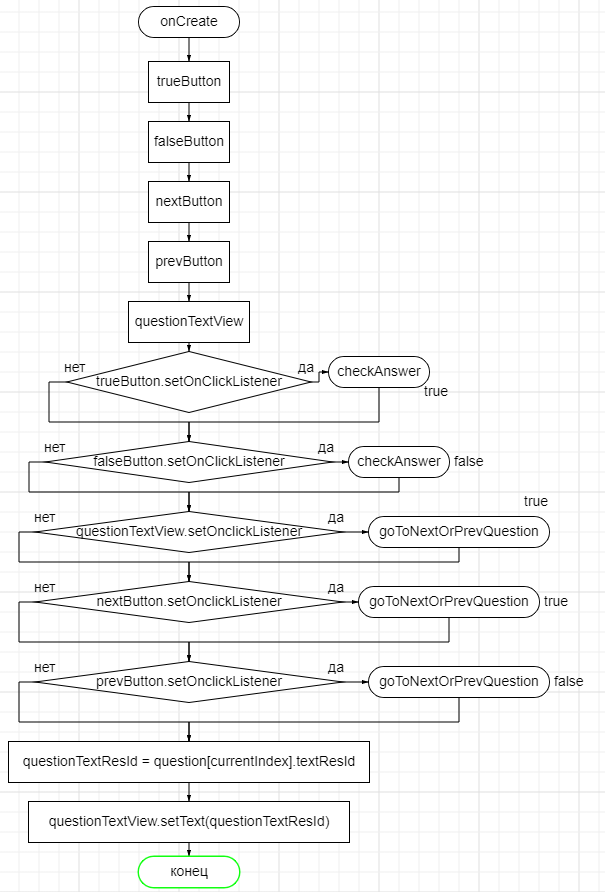 onCreate
trueButton
falseButton
nextButton
prevButton
questionTextView
нет
да
trueButton.setOnClickListener
checkAnswer
true
нет
да
falseButton.setOnClickListener
checkAnswer
false
true
нет
да
questionTextView.setOnclickListener
goToNextOrPrevQuestion
нет
да
nextButton.setOnclickListener
goToNextOrPrevQuestion
true
нет
да
prevButton.setOnclickListener
goToNextOrPrevQuestion
false
questionTextResId = question[currentIndex].textResId
questionTextView.setText(questionTextResId)
конец